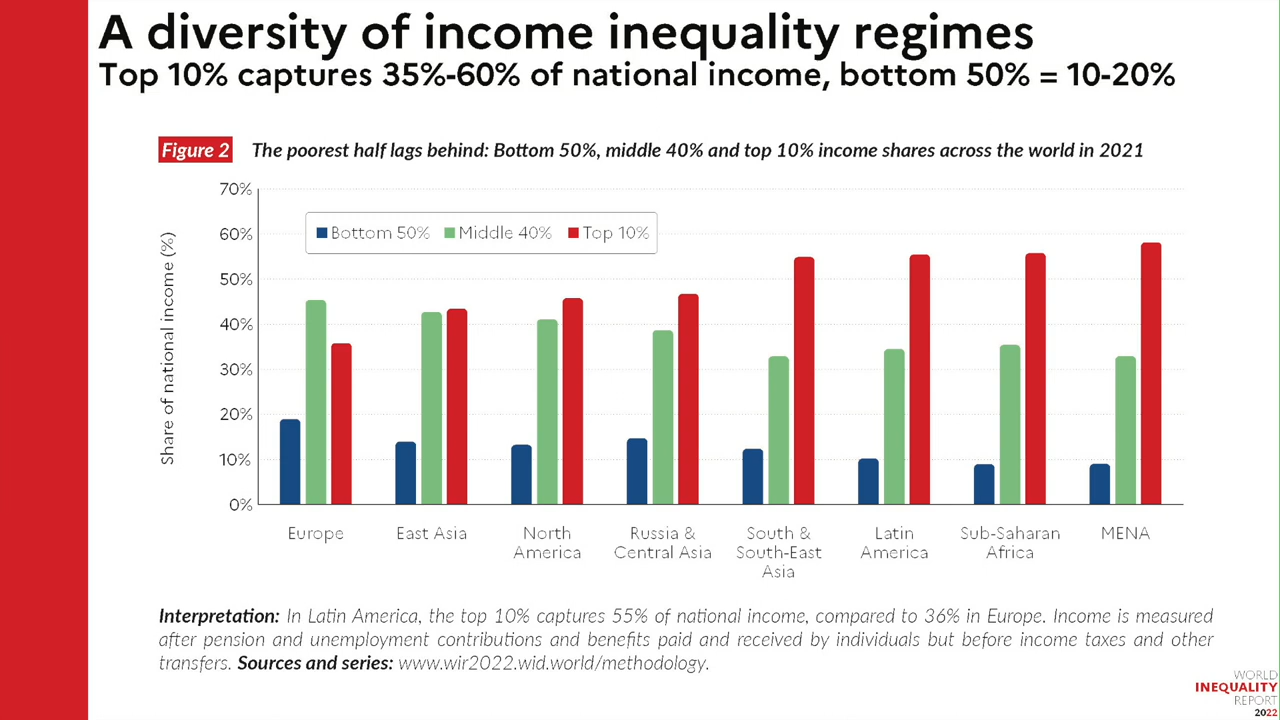 A diversity of income inequality regimes
Top 10% captures 35%-60% of national income, bottom 50% = 10-20%
Figure 2 The poorest half lags behind: Bottom 50%, middle 40% and top 10% income shares across the world in 2021
Share of national income (%)
70%
60%
50%
40%
30%
20%
10%
0%
Bottom 50% Middle 40% Top 10%
Europe
East Asia
North
America
Russia &
Central Asia
South &
South-East
Asia
Latin
America
Sub-Saharan
Africa
MENA
Interpretation: In Latin America, the top 10% captures 55% of national income, compared to 36% in Europe. Income is measured
after pension and unemployment contributions and benefits paid and received by individuals but before income taxes and other
transfers. Sources and series: www.wir2022.wid.world/methodology.
WORLD
INEQUALITY
REPORT
2022